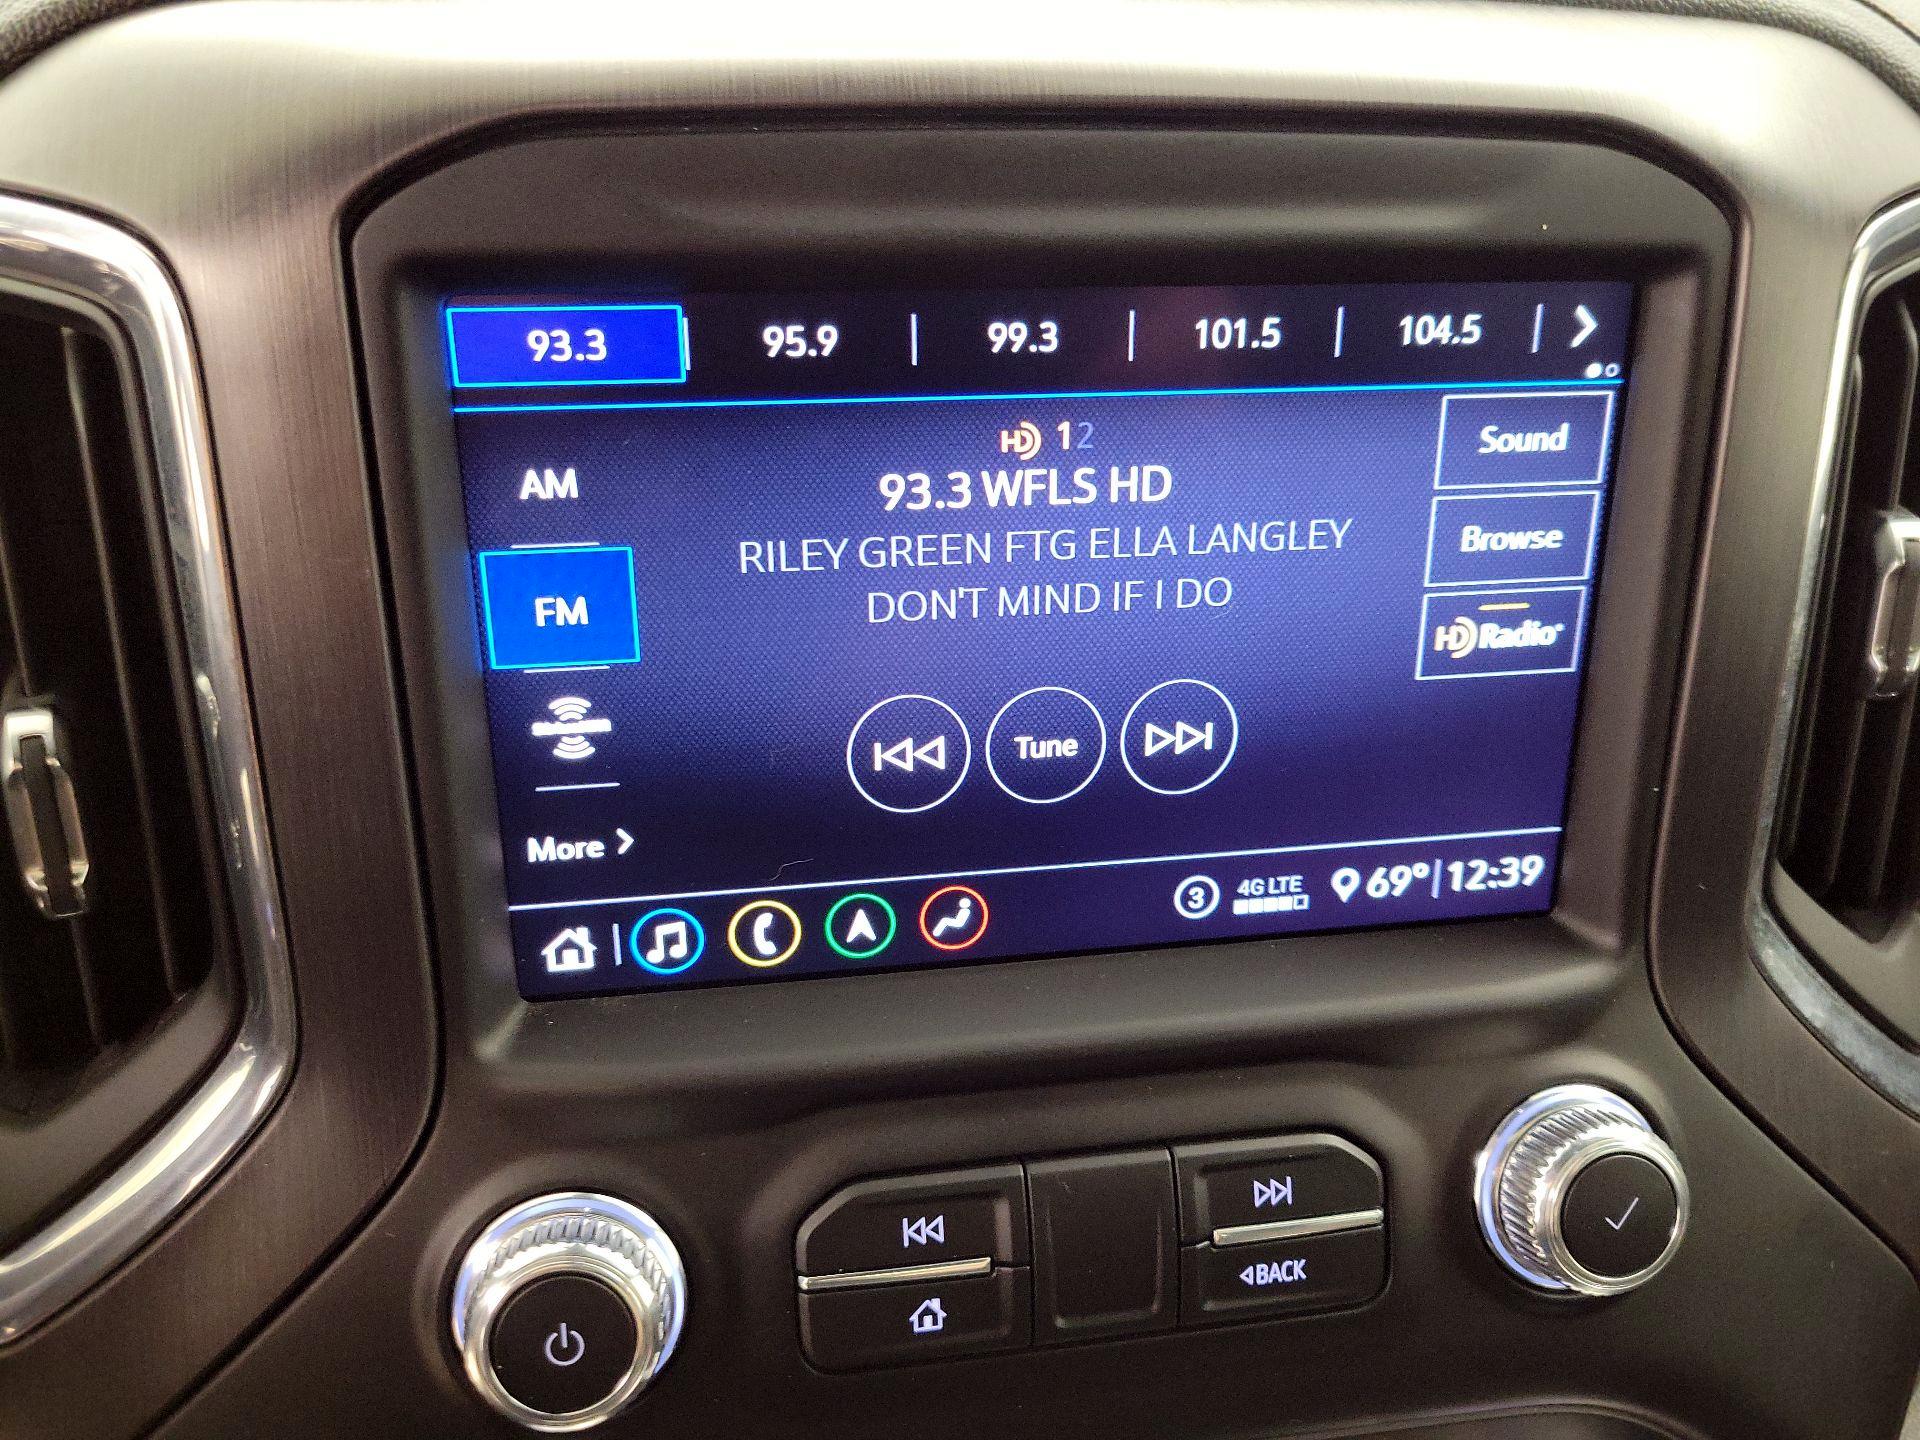 93.3 | 95.9 | 99.3 | 101.5 | 104.5 |
HD 12
93.3 WFLS HD
RILEY GREEN FTG ELLA LANGLEY
DON'T MIND IF I DO
AM
FM
More
Sound
Browse
HD Radio
Tune
3 4G LTE 69° | 12:39
BACK